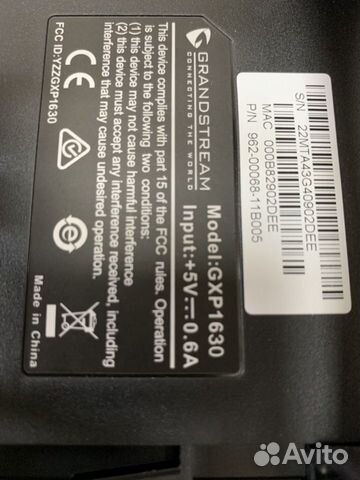 GRANDSTREAM
CONNECTING THE WORLD
Model:GXP1630
Input:+5V⎓0.6A
This device complies with part 15 of the FCC rules. Operation
is subject to the following two conditions:
(1) this device may not cause harmful interference
(2) this device must accept any interference received, including
interference that may cause undesired operation.
FCC ID:YZZGXP1630
Made in China
S/N 22MTA43G40902DEE
MAC 000B82902DEE
P/N 962-00068-11B005
Avito